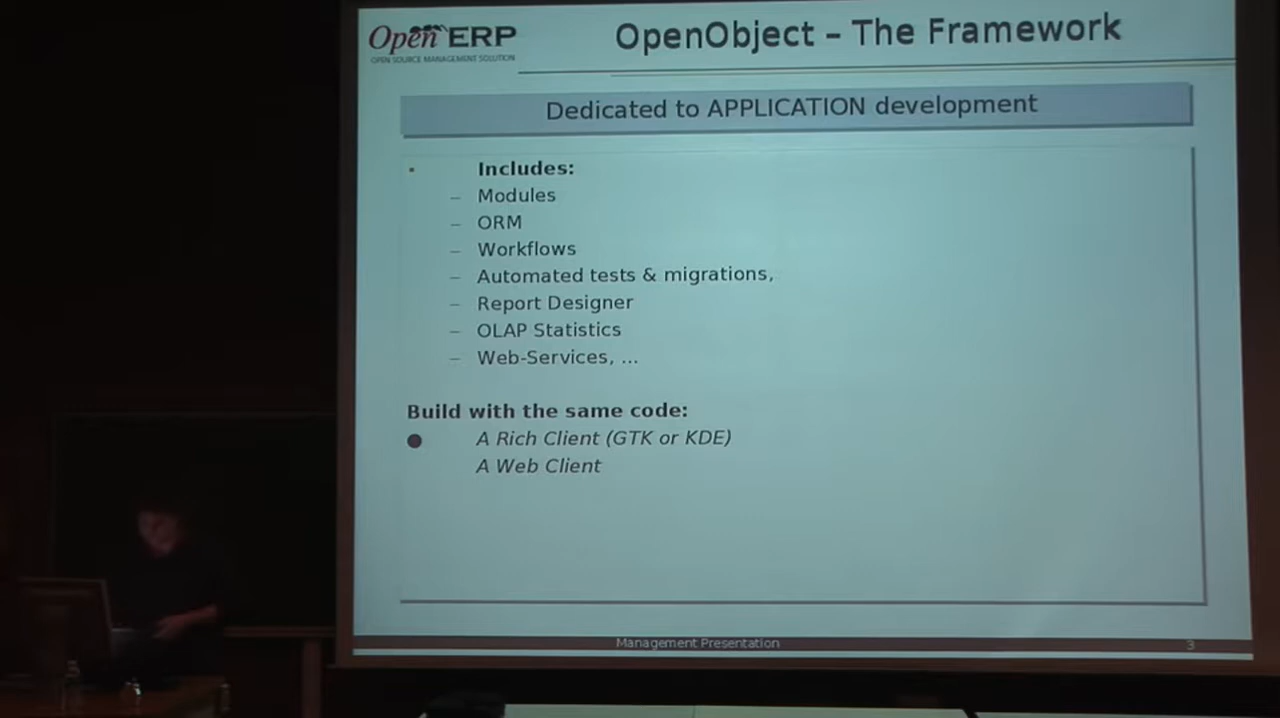 Open ERP
OPEN SOURCE MANAGEMENT SOLUTION
OpenObject – The Framework
Dedicated to APPLICATION development
Includes:
– Modules
– ORM
– Workflows
– Automated tests & migrations,
– Report Designer
– OLAP Statistics
– Web-Services, ...
Build with the same code:
● A Rich Client (GTK or KDE)
A Web Client
Management Presentation
3